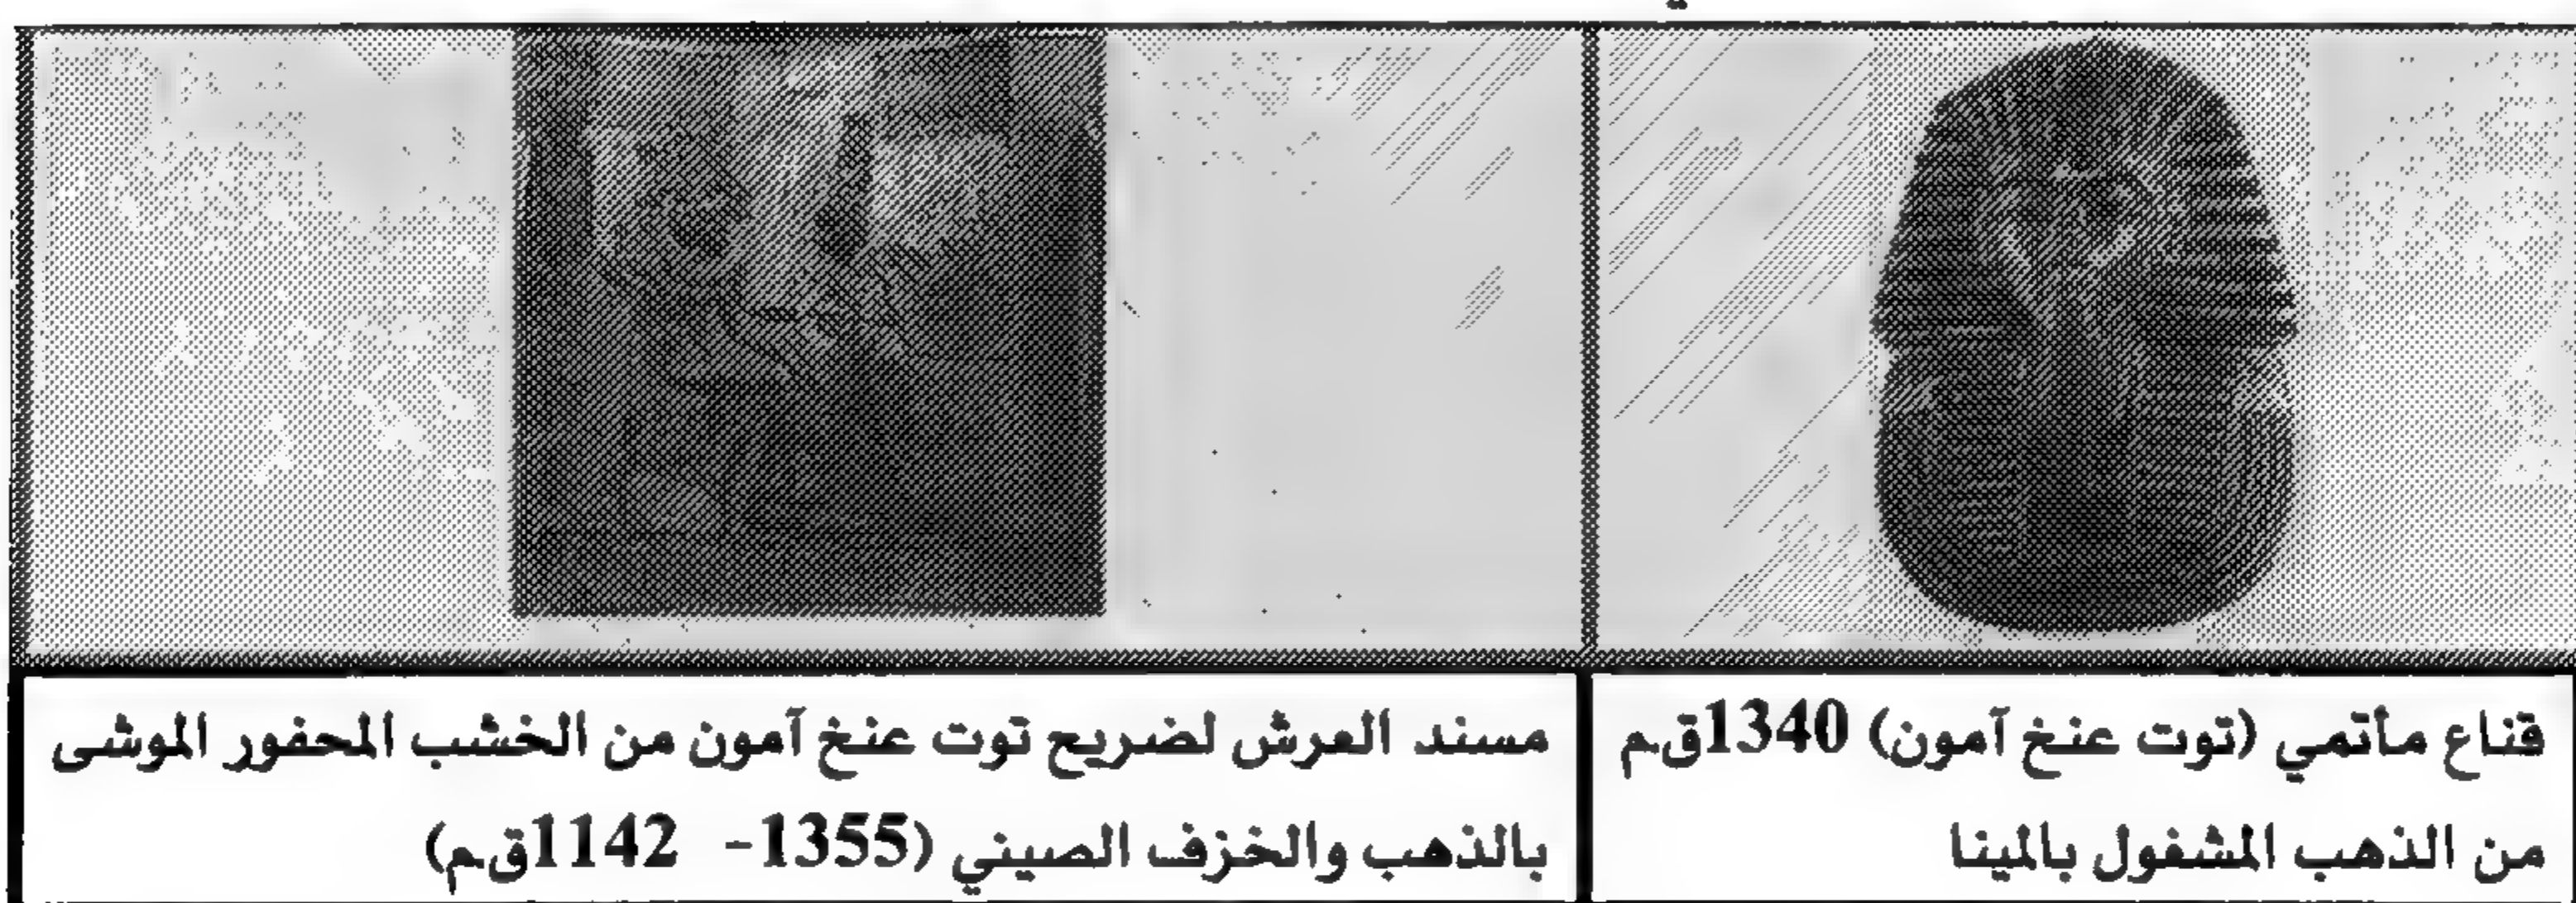 قناع مأتمي (توت عنخ آمون) 1340ق.م
من الذهب المشغول بالمينا
مسند العرش لضريح توت عنخ آمون من الخشب المحفور الموشى
بالذهب والخزف الصيني (1355- 1142ق.م)